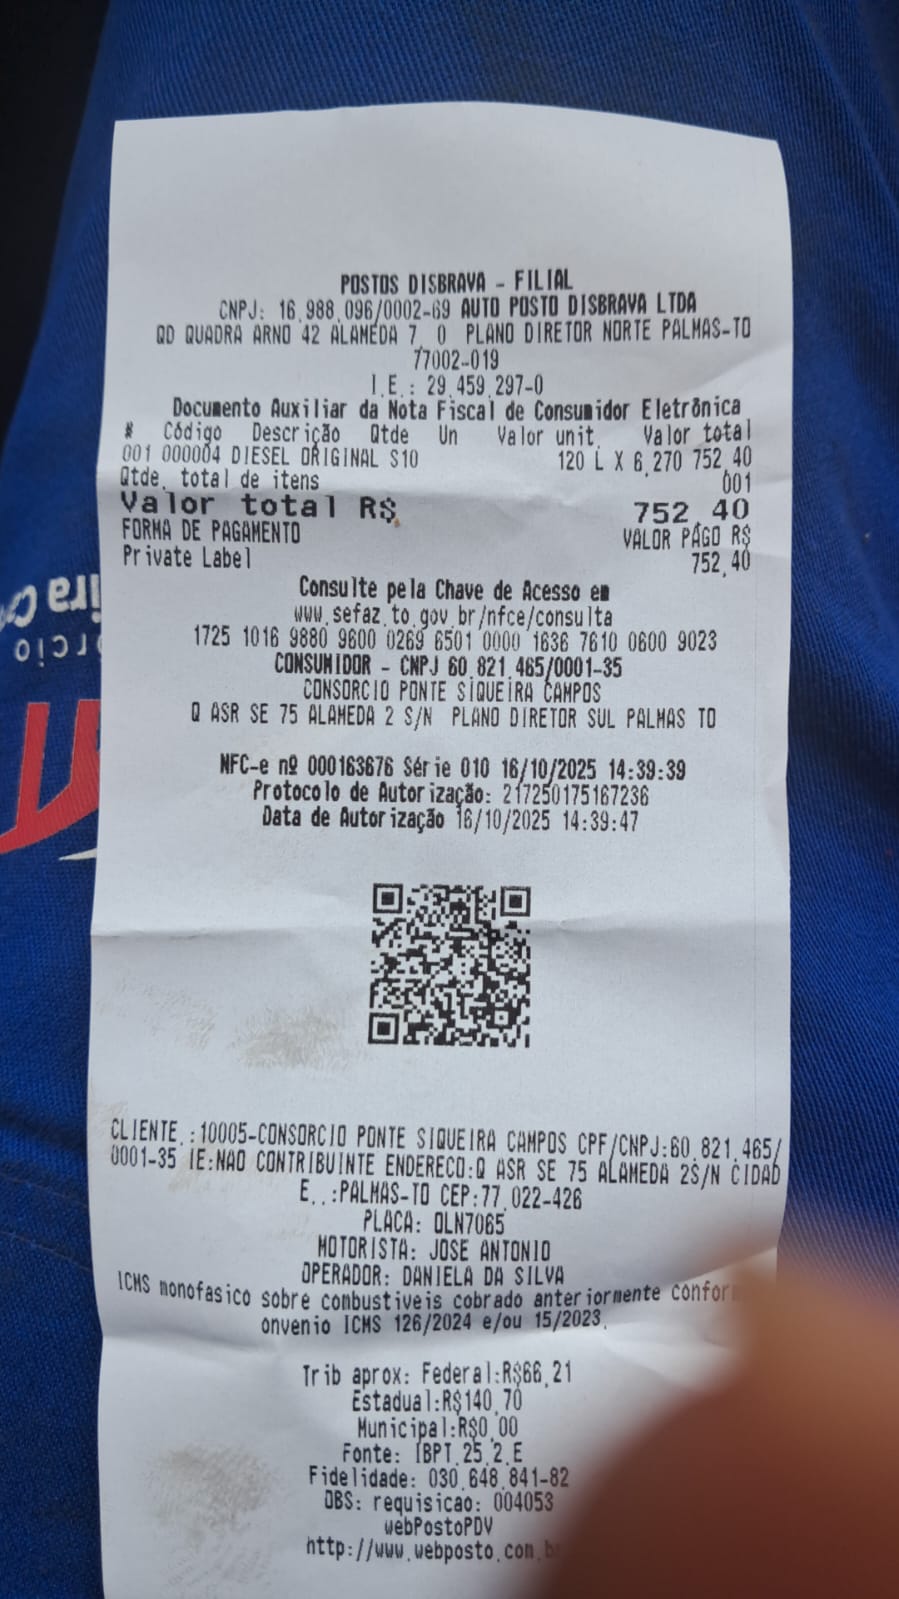 POSTOS DISBRAVA - FILIAL
CNPJ: 16.988.096/0002-69 AUTO POSTO DISBRAVA LTDA
QD QUADRA ARNO 42 ALAMEDA 7, 0 PLANO DIRETOR NORTE PALMAS-TO
77002-019
I.E.: 29.459.297-0
Documento Auxiliar da Nota Fiscal de Consumidor Eletrônica
# Código Descrição Qtde Un Valor unit. Valor total
001 000004 DIESEL ORIGINAL S10 120 L X 6,270 752,40
Qtde. total de itens 001
Valor total R$ 752,40
FORMA DE PAGAMENTO VALOR PAGO R$
Private Label 752,40
Consulte pela Chave de Acesso em
www.sefaz.to.gov.br/nfce/consulta
1725 1016 9880 9600 0269 6501 0000 1636 7610 0600 9023
CONSUMIDOR - CNPJ 60.821.465/0001-35
CONSORCIO PONTE SIQUEIRA CAMPOS
Q ASR SE 75 ALAMEDA 2 S/N PLANO DIRETOR SUL PALMAS TO
NFC-e nº 000163676 Série 010 16/10/2025 14:39:39
Protocolo de Autorização: 217250175167236
Data de Autorização 16/10/2025 14:39:47
CLIENTE.:10005-CONSORCIO PONTE SIQUEIRA CAMPOS CPF/CNPJ:60.821.465/
0001-35 IE:NAO CONTRIBUINTE ENDERECO:Q ASR SE 75 ALAMEDA 2S/N CIDAD
E..:PALMAS-TO CEP:77.022-426
PLACA: OLN7065
MOTORISTA: JOSE ANTONIO
OPERADOR: DANIELA DA SILVA
ICMS monofasico sobre combustiveis cobrado anteriormente confor
onvenio ICMS 126/2024 e/ou 15/2023.
Trib aprox: Federal:R$66,21
Estadual:R$140,70
Municipal:R$0,00
Fonte: IBPT 25.2.E
Fidelidade: 030.648.841-82
OBS: requisicao: 004053
webPostoPDV
http://www.webposto.com.b